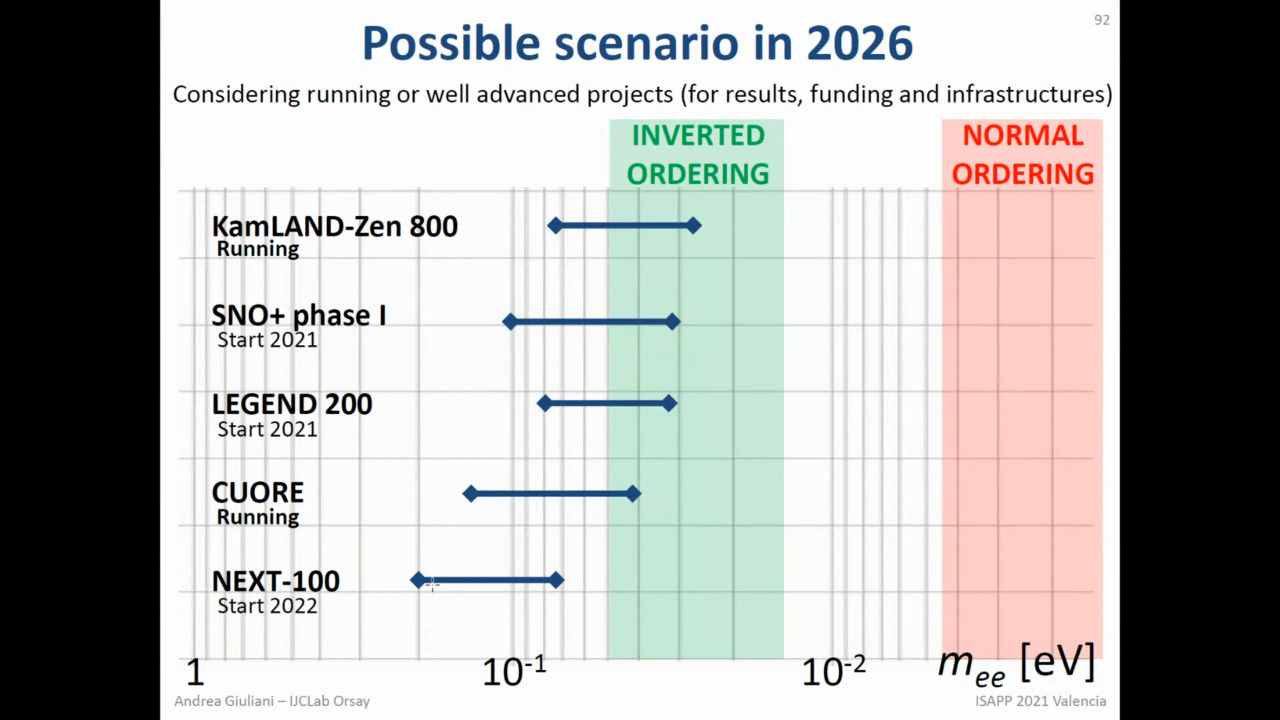 92
Possible scenario in 2026
Considering running or well advanced projects (for results, funding and infrastructures)
INVERTED
ORDERING
NORMAL
ORDERING
KamLAND-Zen 800
Running
SNO+ phase I
Start 2021
LEGEND 200
Start 2021
CUORE
Running
NEXT-100
Start 2022
1 10⁻¹ 10⁻² mₑₑ [eV]
Andrea Giuliani – IJCLab Orsay
ISAPP 2021 Valencia